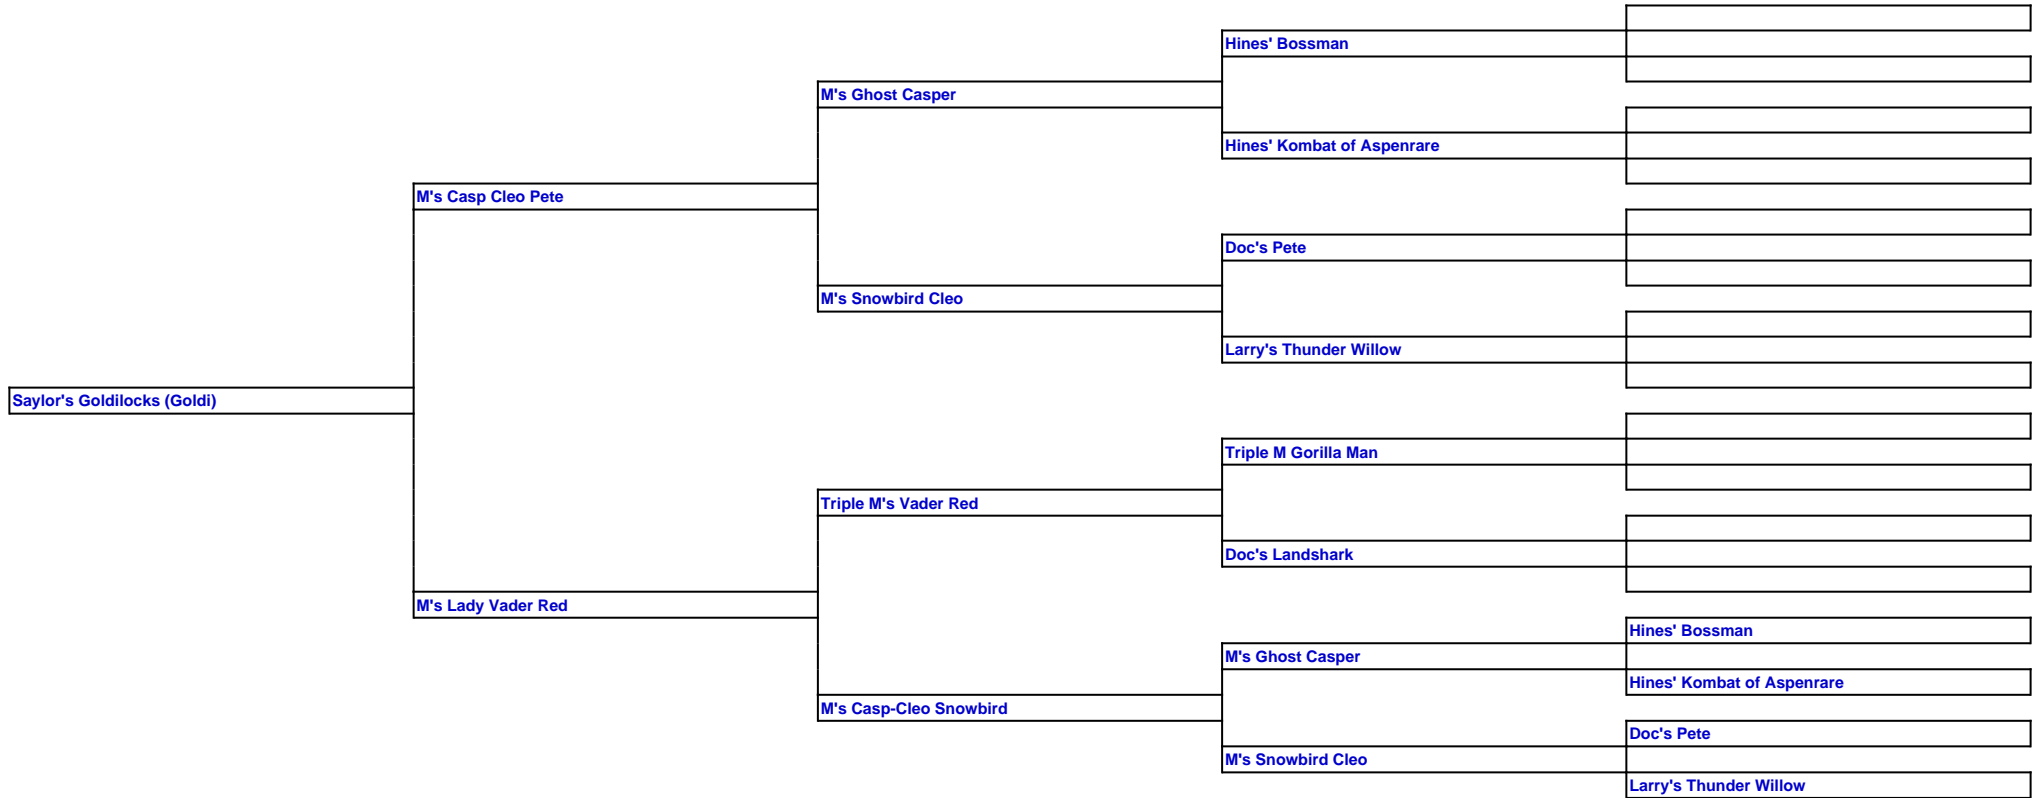 Hines' Bossman
M's Ghost Casper
Hines' Kombat of Aspenrare
M's Casp Cleo Pete
Doc's Pete
M's Snowbird Cleo
Larry's Thunder Willow
Saylor's Goldilocks (Goldi)
Triple M Gorilla Man
Triple M's Vader Red
Doc's Landshark
M's Lady Vader Red
Hines' Bossman
M's Ghost Casper
Hines' Kombat of Aspenrare
M's Casp-Cleo Snowbird
Doc's Pete
M's Snowbird Cleo
Larry's Thunder Willow